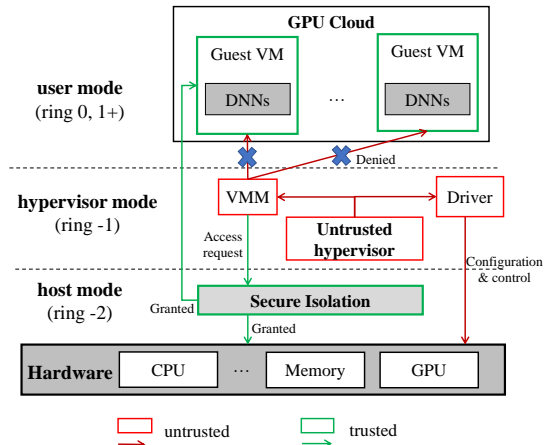 GPU Cloud
Guest VM
Guest VM
DNNs
...
DNNs
user mode
(ring 0, 1+)
Denied
hypervisor mode
(ring -1)
VMM
Driver
Untrusted
hypervisor
Access
request
Configuration
& control
host mode
(ring -2)
Granted
Secure Isolation
Granted
Hardware
CPU
...
Memory
GPU
untrusted
trusted